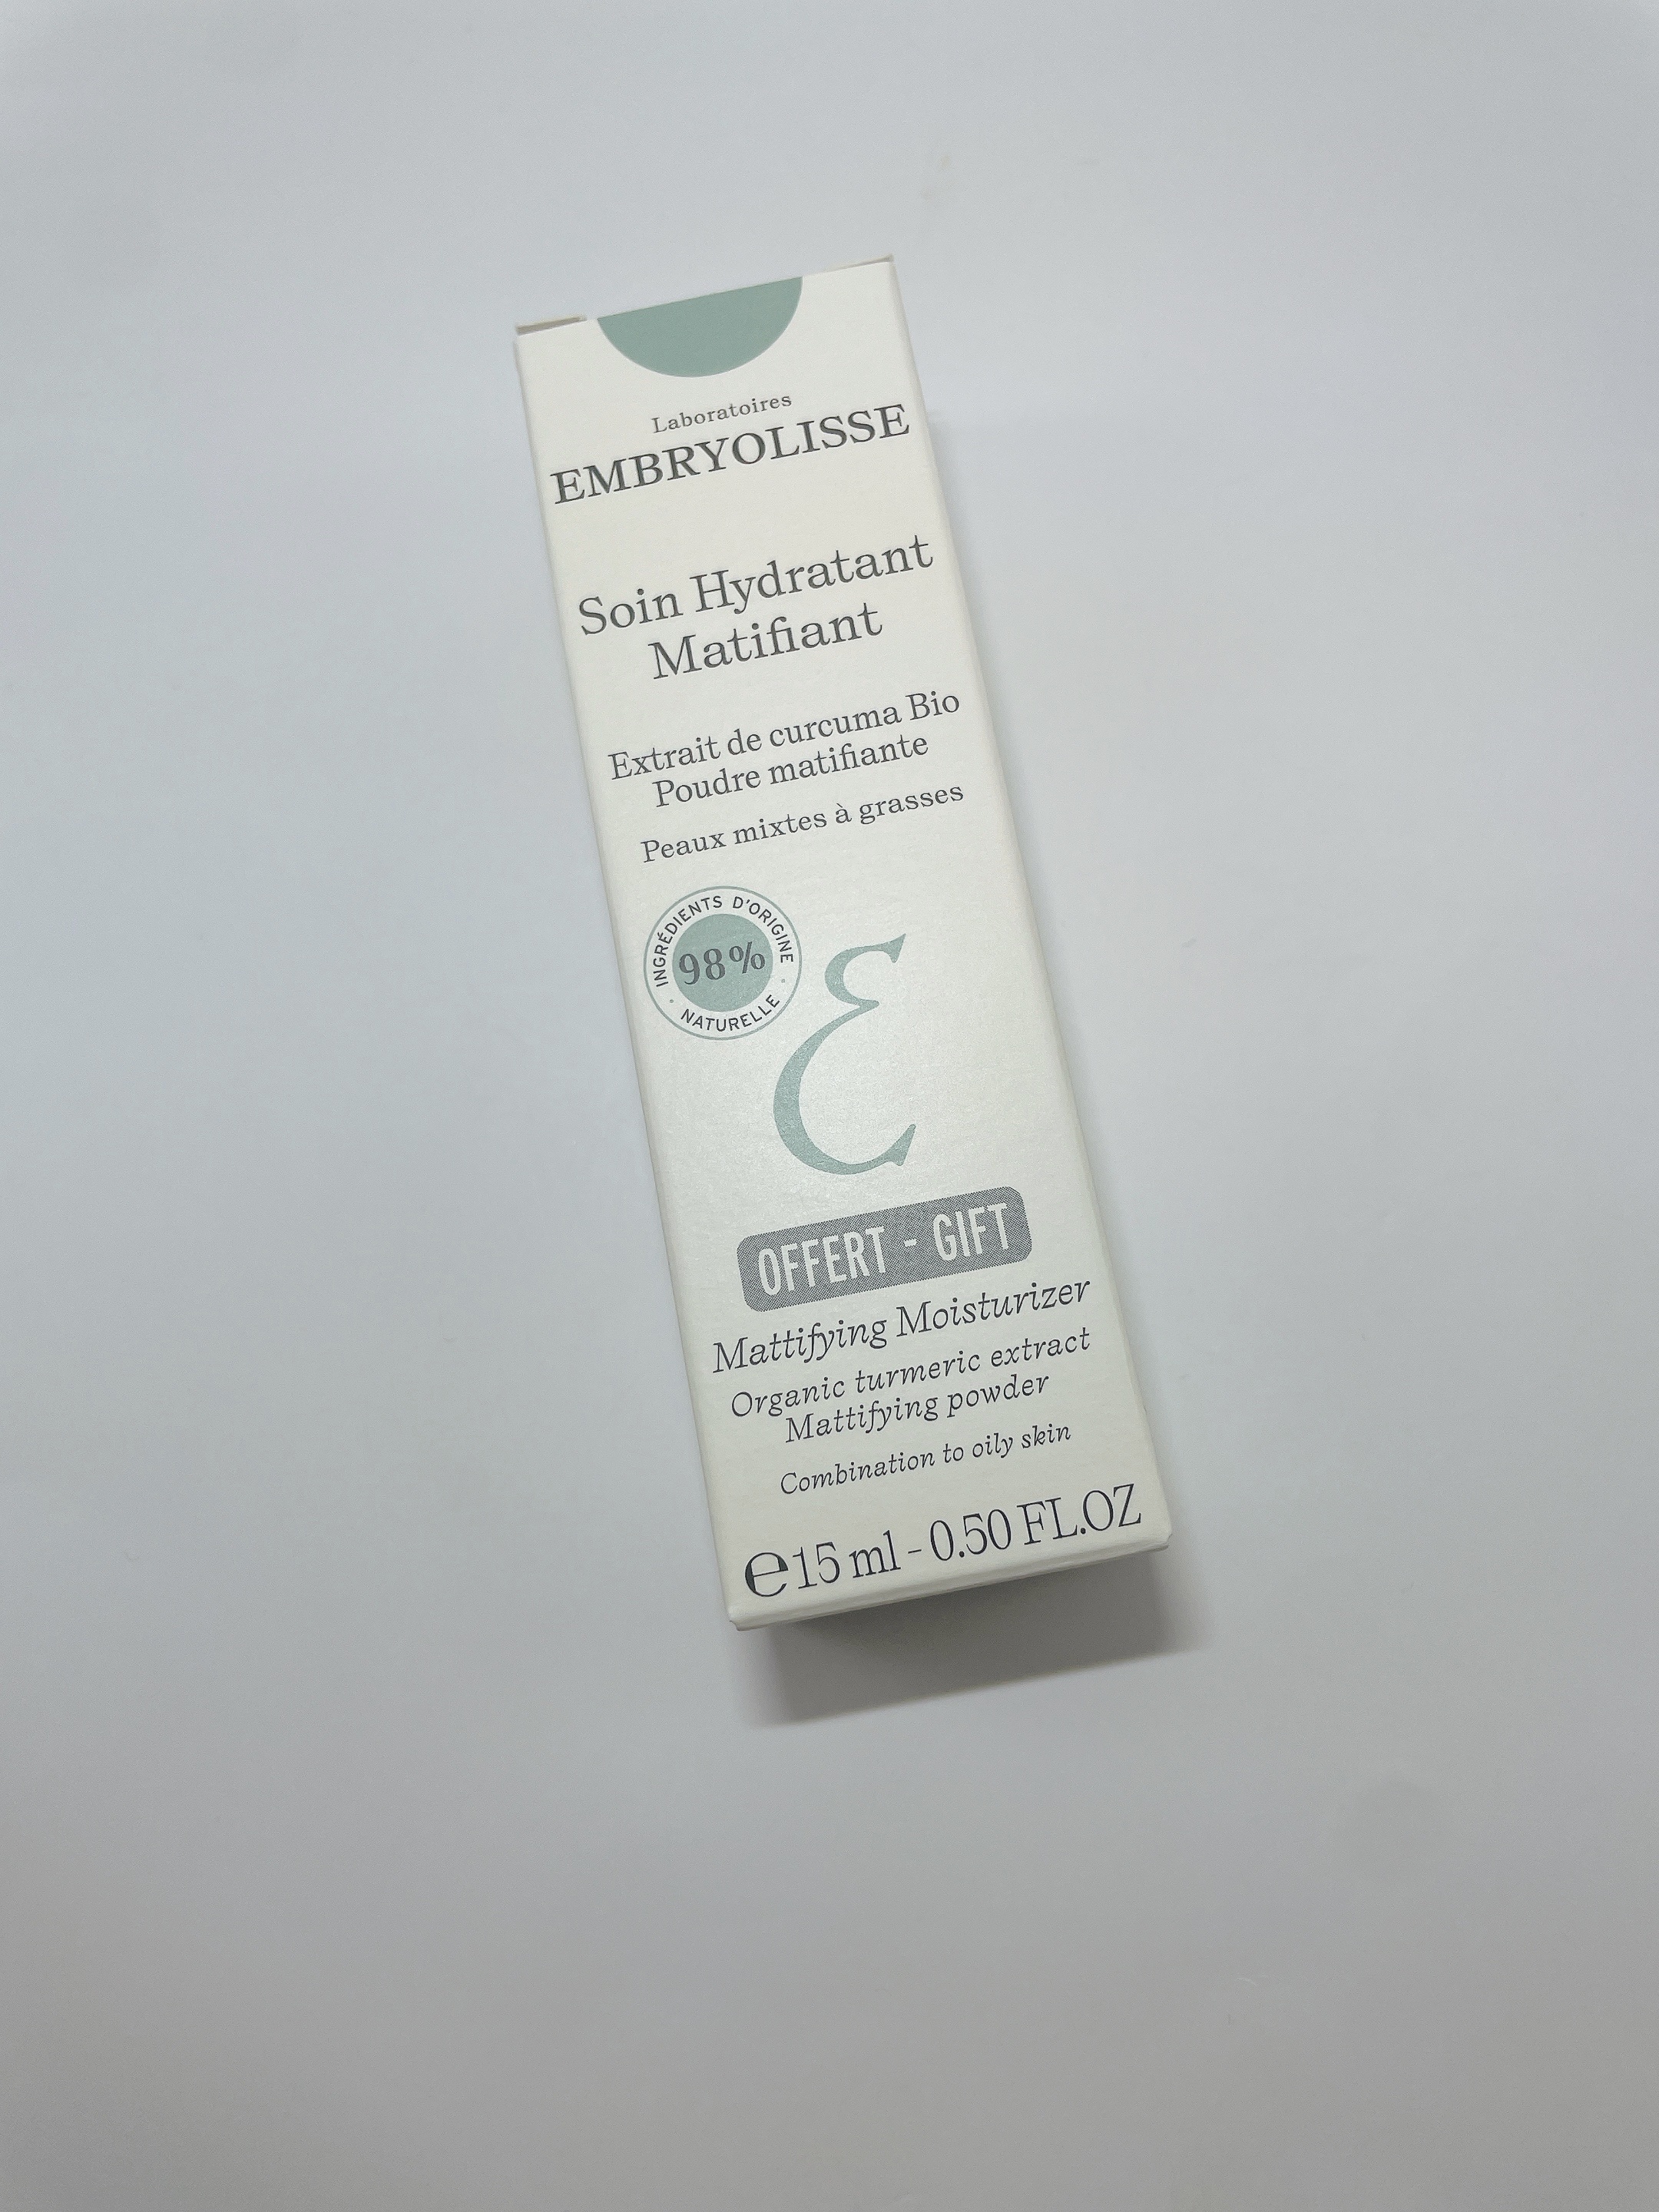 Laboratoires
EMBRYOLISSE
Soin Hydratant
Matifiant
Extrait de curcuma Bio
Poudre matifiante
Peaux mixtes à grasses
INGRÉDIENTS D'ORIGINE
98%
NATURELLE
ε
OFFERT - GIFT
Mattifying Moisturizer
Organic turmeric extract
Mattifying powder
Combination to oily skin
℮15 ml - 0.50 FL.OZ